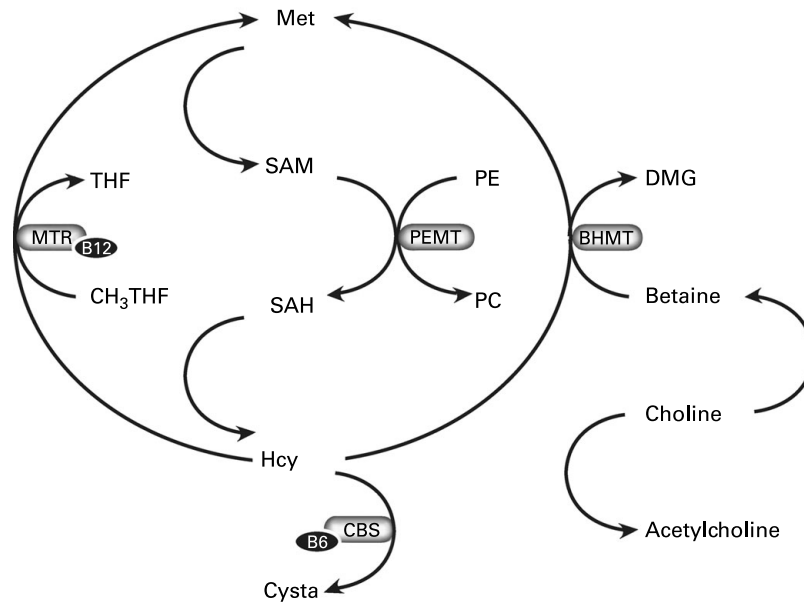 Met
THF
SAM
PE
DMG
MTR
B12
PEMT
BHMT
CH₃THF
SAH
PC
Betaine
Choline
Hcy
CBS
B6
Acetylcholine
Cysta